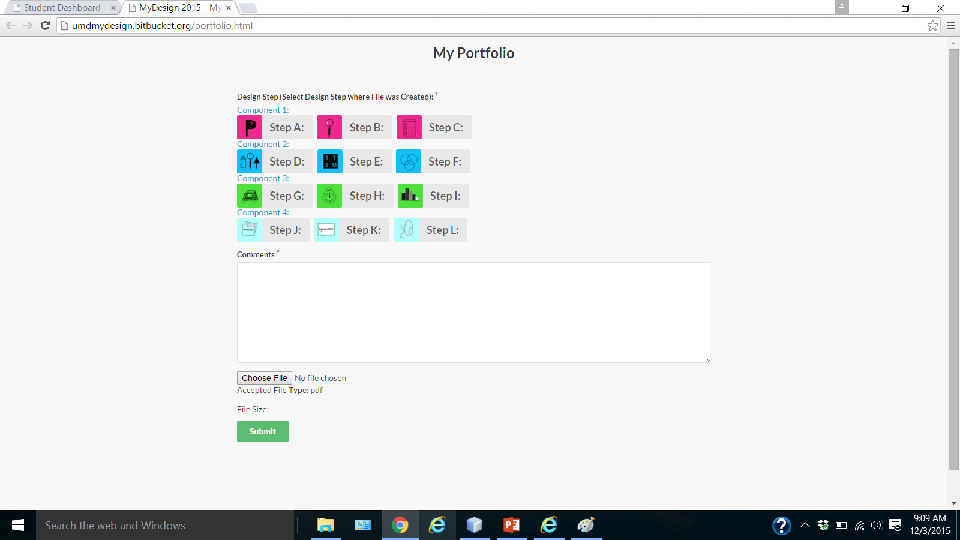 Student Dashboard
MyDesign 2015 - My
umdmydesign.bitbucket.org/portfolio.html
My Portfolio
Design Step (Select Design Step where File was Created): *
Component 1:
Step A: Step B: Step C:
Component 2:
Step D: Step E: Step F:
Component 3:
Step G: Step H: Step I:
Component 4:
Step J: Step K: Step L:
Comments *
Choose File No file chosen
Accepted File Type: pdf
File Size:
Submit
Search the web and Windows
9:09 AM
12/3/2015